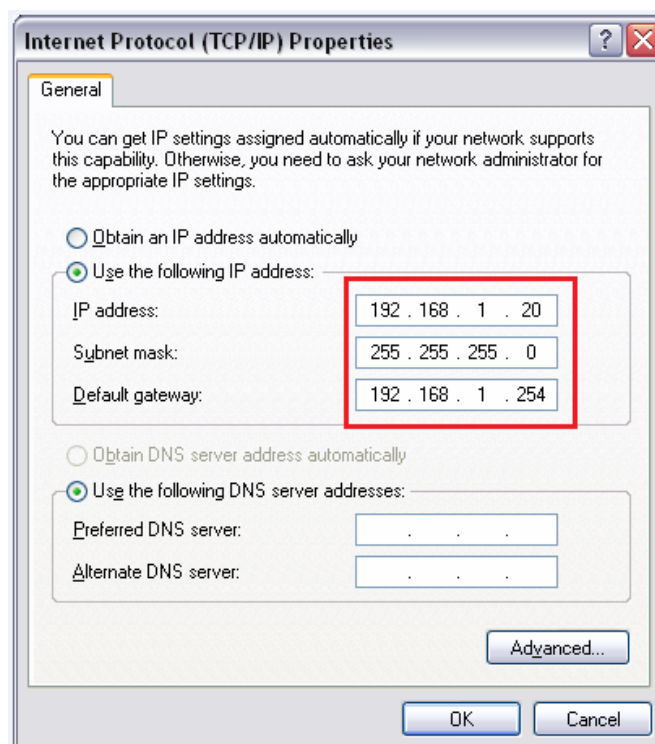 Internet Protocol (TCP/IP) Properties
General
You can get IP settings assigned automatically if your network supports
this capability. Otherwise, you need to ask your network administrator for
the appropriate IP settings.
Obtain an IP address automatically
Use the following IP address:
IP address: 192 . 168 . 1 . 20
Subnet mask: 255 . 255 . 255 . 0
Default gateway: 192 . 168 . 1 . 254
Obtain DNS server address automatically
Use the following DNS server addresses:
Preferred DNS server: . . .
Alternate DNS server: . . .
Advanced...
OK Cancel